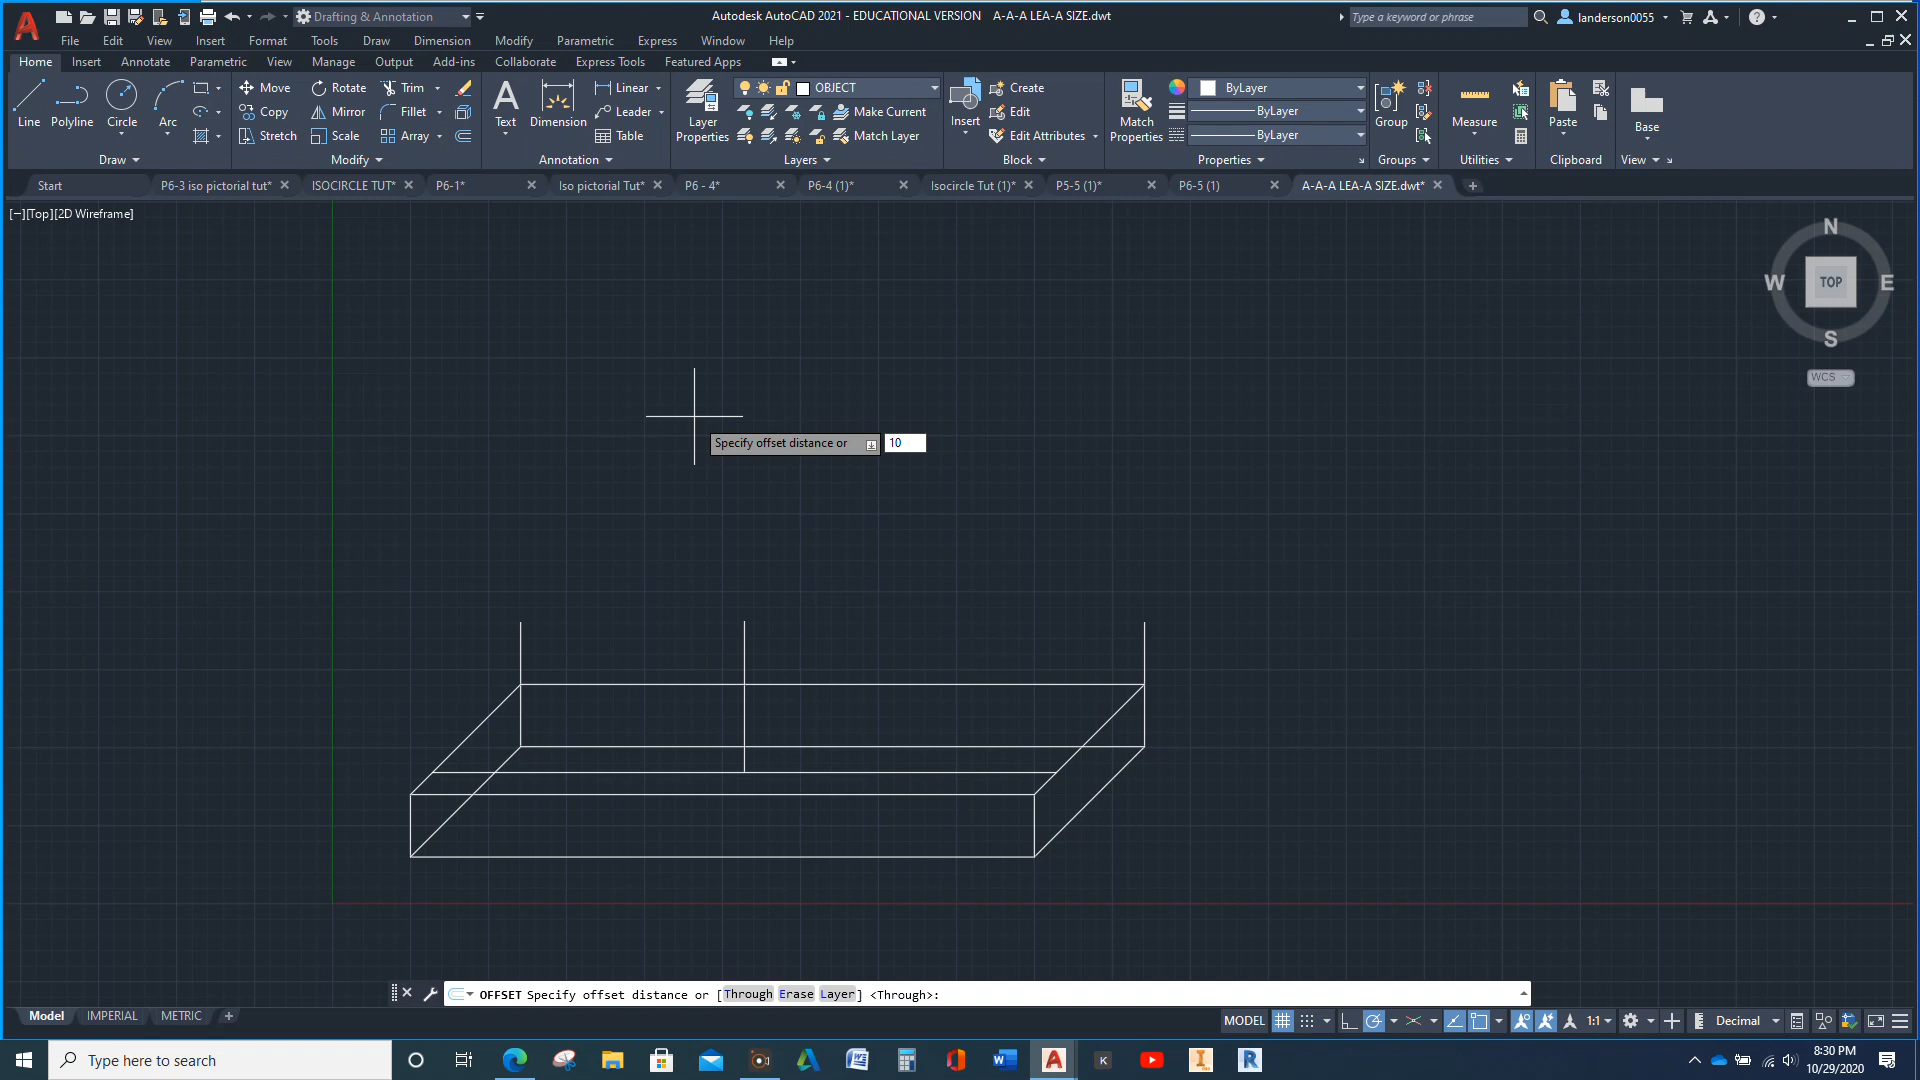 Drafting & Annotation
Autodesk AutoCAD 2021 - EDUCATIONAL VERSION A-A-A LEA-A SIZE.dwt
Type a keyword or phrase
landerson0055
File Edit View Insert Format Tools Draw Dimension Modify Parametric Express Window Help
Home Insert Annotate Parametric View Manage Output Add-ins Collaborate Express Tools Featured Apps
Move Rotate Trim Linear OBJECT Create ByLayer
Line Polyline Circle Arc Copy Mirror Fillet Text Dimension Leader Layer Properties Make Current Insert Edit Match Properties ByLayer Group Measure Paste Base
Stretch Scale Array Table Match Layer Edit Attributes ByLayer
Draw Modify Annotation Layers Block Properties Groups Utilities Clipboard View
Start P6-3 iso pictorial tut* ISOCIRCLE TUT* P6-1* Iso pictorial Tut* P6 - 4* P6-4 (1)* Isocircle Tut (1)* P5-5 (1)* P6-5 (1) A-A-A LEA-A SIZE.dwt*
[−][Top][2D Wireframe]
N
W TOP E
S
WCS
Specify offset distance or 10
OFFSET Specify offset distance or [Through Erase Layer] <Through>:
Model IMPERIAL METRIC
MODEL 1:1 Decimal
Type here to search
8:30 PM
10/29/2020